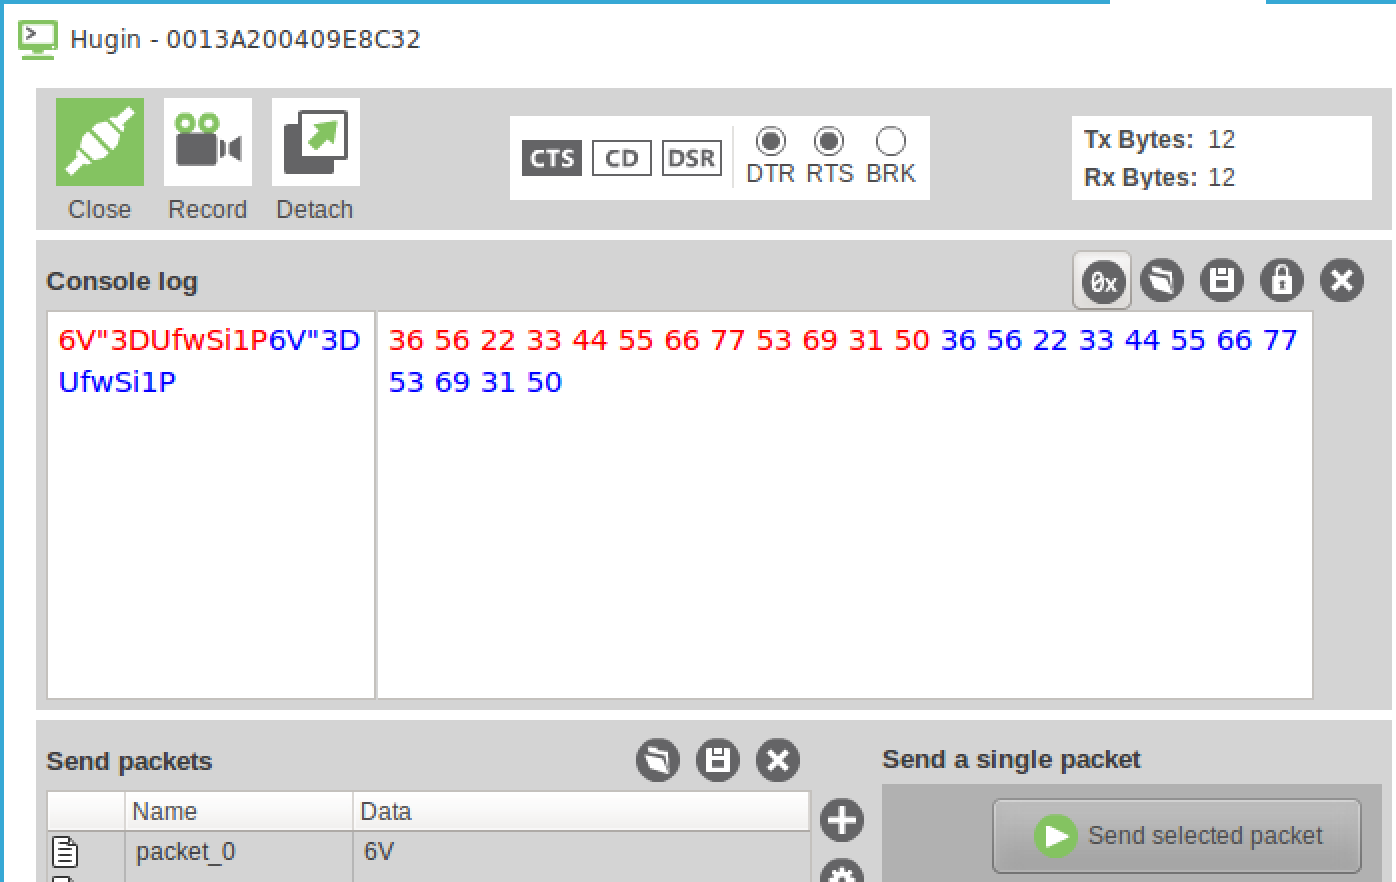 Hugin - 0013A200409E8C32
Close Record Detach
CTS CD DSR DTR RTS BRK
Tx Bytes: 12
Rx Bytes: 12
Console log
0x
6V"3DUfwSi1P6V"3D
UfwSi1P
36 56 22 33 44 55 66 77 53 69 31 50 36 56 22 33 44 55 66 77
53 69 31 50
Send packets
Name Data
packet_0 6V
Send a single packet
Send selected packet